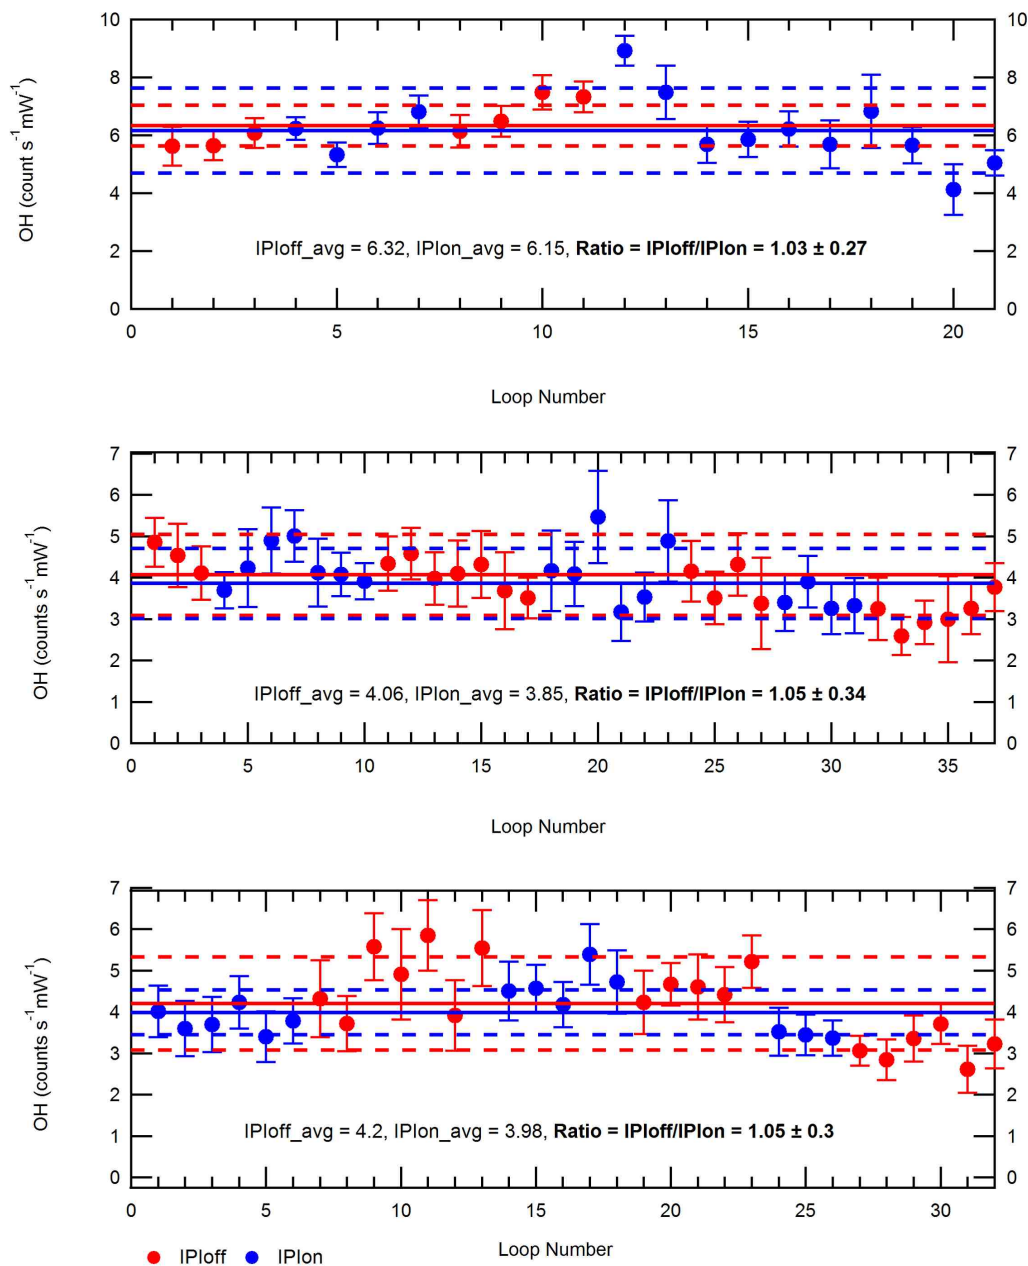 10 10
8 8
6 6
4 4
2 2
0 0
OH (count s⁻¹ mW⁻¹)
IPIoff_avg = 6.32, IPIon_avg = 6.15, Ratio = IPIoff/IPIon = 1.03 ± 0.27
0 5 10 15 20
Loop Number
7 7
6 6
5 5
4 4
3 3
2 2
1 1
0 0
OH (counts s⁻¹ mW⁻¹)
IPIoff_avg = 4.06, IPIon_avg = 3.85, Ratio = IPIoff/IPIon = 1.05 ± 0.34
0 5 10 15 20 25 30 35
Loop Number
7 7
6 6
5 5
4 4
3 3
2 2
1 1
0 0
OH (counts s⁻¹ mW⁻¹)
IPIoff_avg = 4.2, IPIon_avg = 3.98, Ratio = IPIoff/IPIon = 1.05 ± 0.3
0 5 10 15 20 25 30
Loop Number
IPIoff IPIon